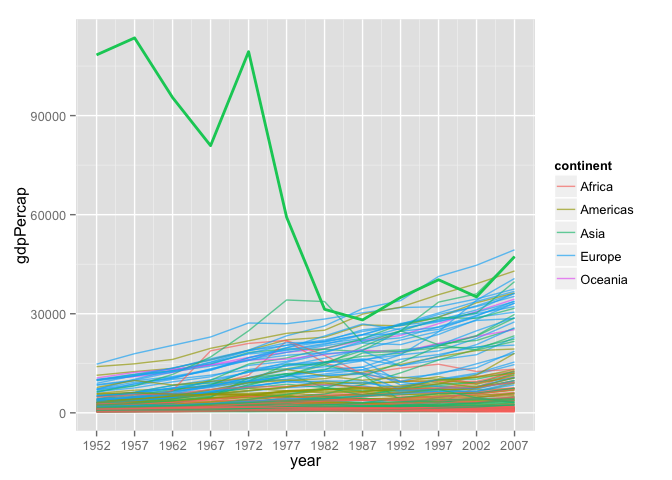 gdpPercap
90000
60000
30000
0
1952 1957 1962 1967 1972 1977 1982 1987 1992 1997 2002 2007
year
continent
Africa
Americas
Asia
Europe
Oceania